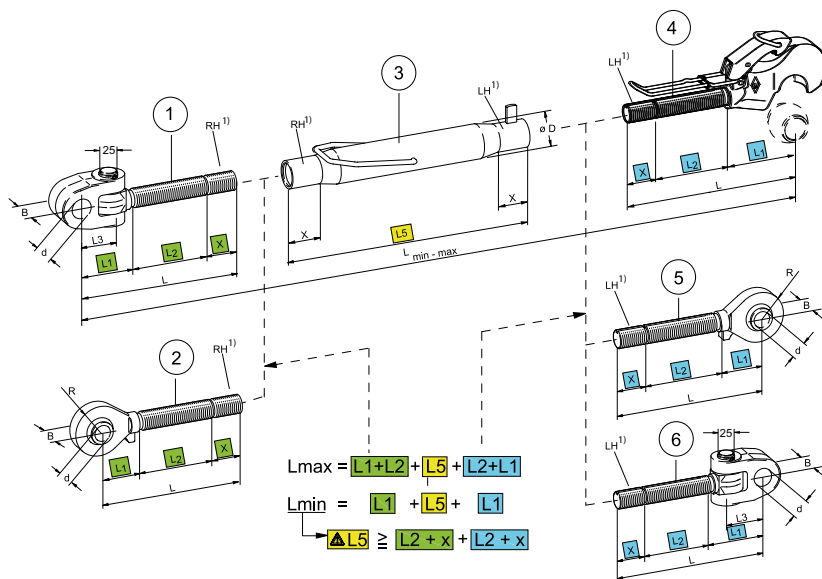 4
LH1)
X
L2
L1
L
3
LH1)
ø D
RH1)
X
X
L5
L min - max
1
25
RH1)
B
d
L3
L1
L2
X
L
5
LH1)
R
B
d
X
L2
L1
L
2
RH1)
R
B
d
L1
L2
X
L
6
25
LH1)
B
d
L3
X
L2
L1
L
Lmax = L1+L2 + L5 + L2+L1
Lmin = L1 + L5 + L1
L5 ≧ L2 + x + L2 + x